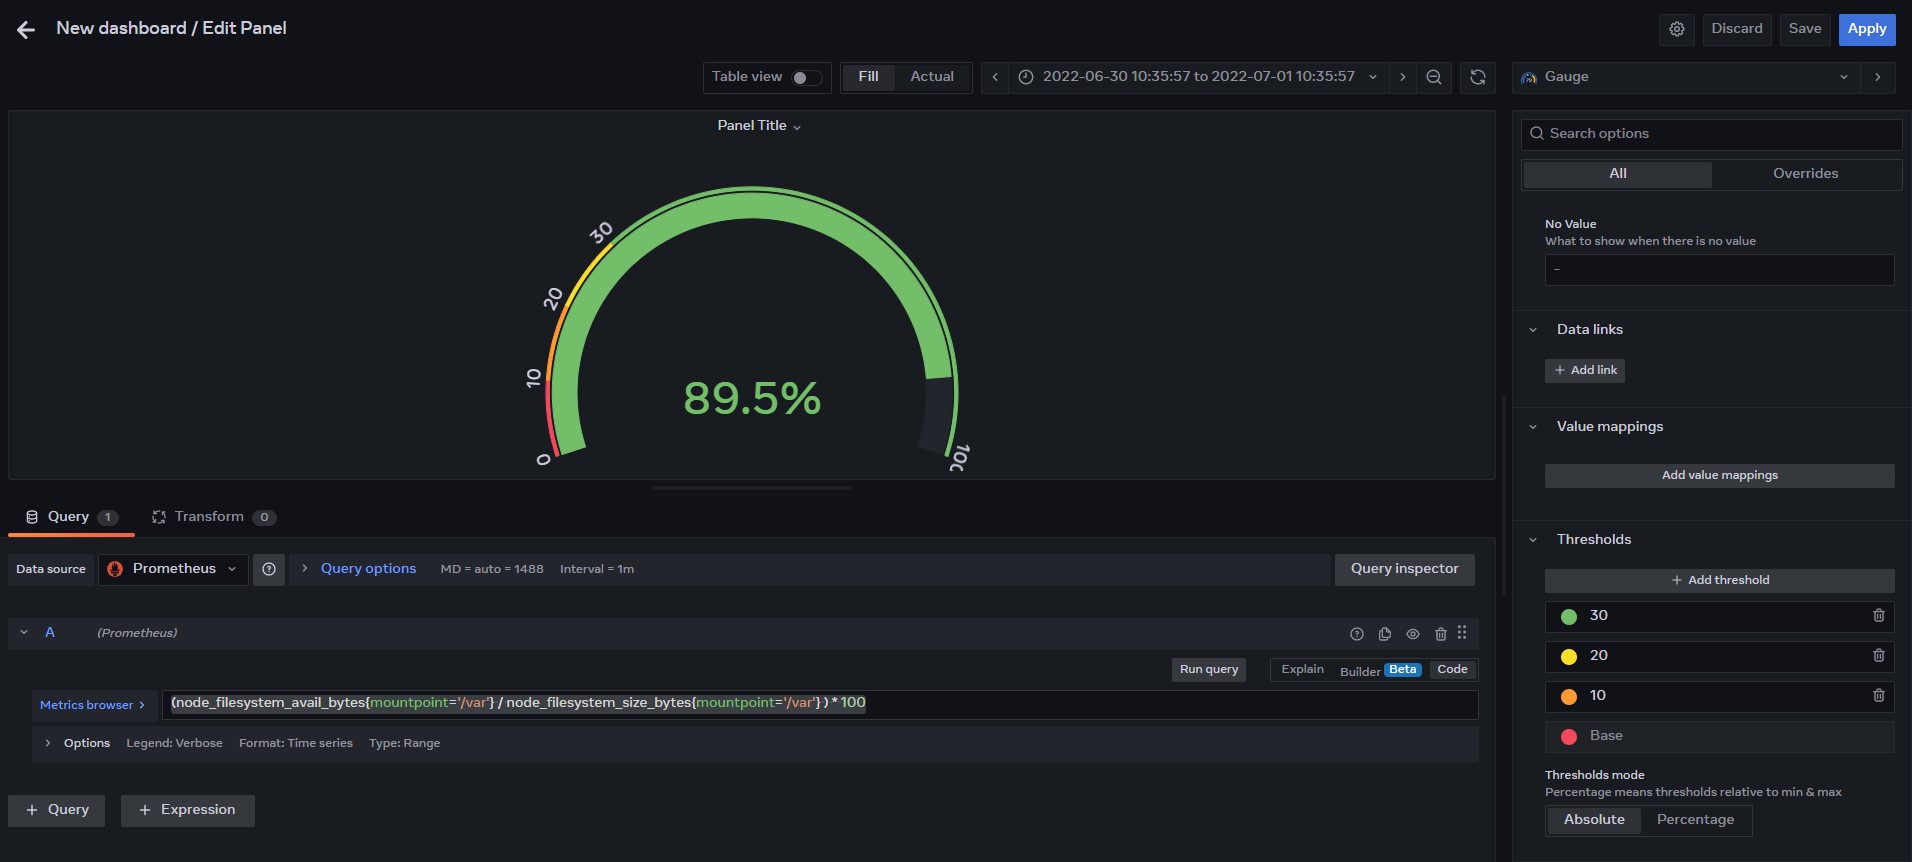 New dashboard / Edit Panel
Discard
Save
Apply
Table view
Fill
Actual
2022-06-30 10:35:57 to 2022-07-01 10:35:57
Gauge
Panel Title
0
10
20
30
100
89.5%
Search options
All
Overrides
No Value
What to show when there is no value
-
Data links
+ Add link
Value mappings
Add value mappings
Thresholds
+ Add threshold
30
20
10
Base
Thresholds mode
Percentage means thresholds relative to min & max
Absolute
Percentage
Query 1
Transform 0
Data source
Prometheus
Query options
MD = auto = 1488
Interval = 1m
Query inspector
A
(Prometheus)
Run query
Explain
Builder Beta
Code
Metrics browser >
(node_filesystem_avail_bytes{mountpoint='/var'} / node_filesystem_size_bytes{mountpoint='/var'} ) * 100
Options
Legend: Verbose
Format: Time series
Type: Range
+ Query
+ Expression